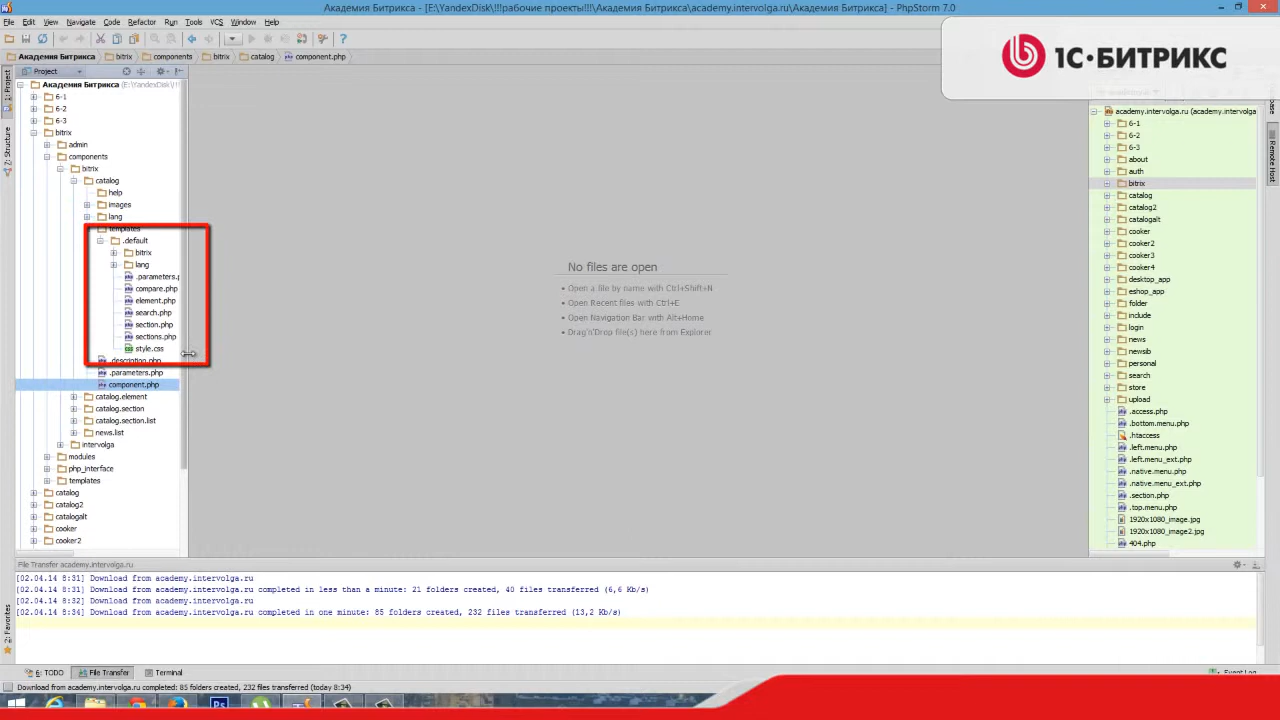 Академия Битрикса - [E:\YandexDisk\!!!рабочие проекты!!!\Академия Битрикса\academy.intervolga.ru\Академия Битрикса] - PhpStorm 7.0
File Edit View Navigate Code Refactor Run Tools VCS Window Help
1С·БИТРИКС
Академия Битрикса bitrix components bitrix catalog component.php
Project
Академия Битрикса (E:\YandexDisk\!!!
6-1
6-2
6-3
bitrix
admin
components
bitrix
catalog
help
images
lang
templates
.default
bitrix
lang
.parameters.p
compare.php
element.php
search.php
section.php
sections.php
style.css
.description.php
.parameters.php
component.php
catalog.element
catalog.section
catalog.section.list
news.list
intervolga
modules
php_interface
templates
catalog
catalog2
catalogalt
cooker
cooker2
1: Project
7: Structure
2: Favorites
No files are open
• Open a file by name with Ctrl+Shift+N
• Open Recent files with Ctrl+E
• Open Navigation Bar with Alt+Home
• Drag'n'Drop file(s) here from Explorer
academy.intervolga.ru (academy.intervolga
6-1
6-2
6-3
about
auth
bitrix
catalog
catalog2
catalogalt
cooker
cooker2
cooker3
cooker4
desktop_app
eshop_app
folder
include
login
news
newsib
personal
search
store
upload
.access.php
.bottom.menu.php
.htaccess
.left.menu.php
.left.menu_ext.php
.native.menu.php
.native.menu_ext.php
.section.php
.top.menu.php
1920x1080_image.jpg
1920x1080_image2.jpg
404.php
Remote Host
File Transfer academy.intervolga.ru
[02.04.14 8:31] Download from academy.intervolga.ru
[02.04.14 8:31] Download from academy.intervolga.ru completed in less than a minute: 21 folders created, 40 files transferred (6,6 Kb/s)
[02.04.14 8:32] Download from academy.intervolga.ru
[02.04.14 8:34] Download from academy.intervolga.ru completed in one minute: 85 folders created, 232 files transferred (13,2 Kb/s)
6: TODO File Transfer Terminal Event Log
Download from academy.intervolga.ru completed: 85 folders created, 232 files transferred (today 8:34)